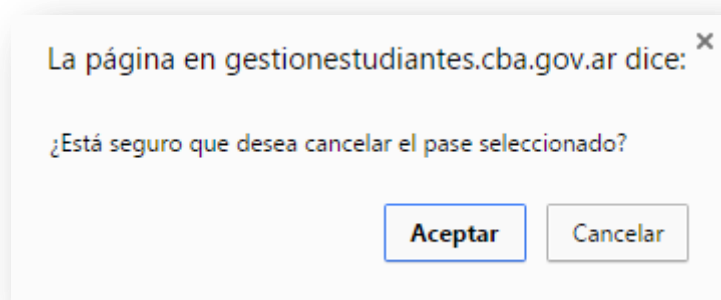 La página en gestionestudiantes.cba.gov.ar dice:
¿Está seguro que desea cancelar el pase seleccionado?
Aceptar Cancelar